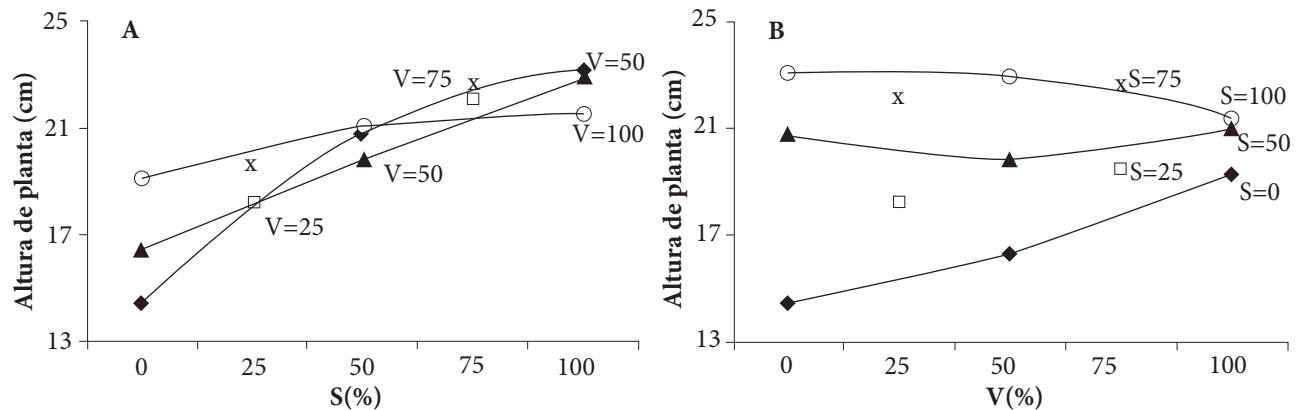 A
Altura de planta (cm)
25
21
17
13
V=75
V=50
V=100
V=50
V=25
0
25
50
75
100
S(%)
B
Altura de planta (cm)
25
21
17
13
S=75
S=100
S=50
S=25
S=0
0
25
50
75
100
V(%)